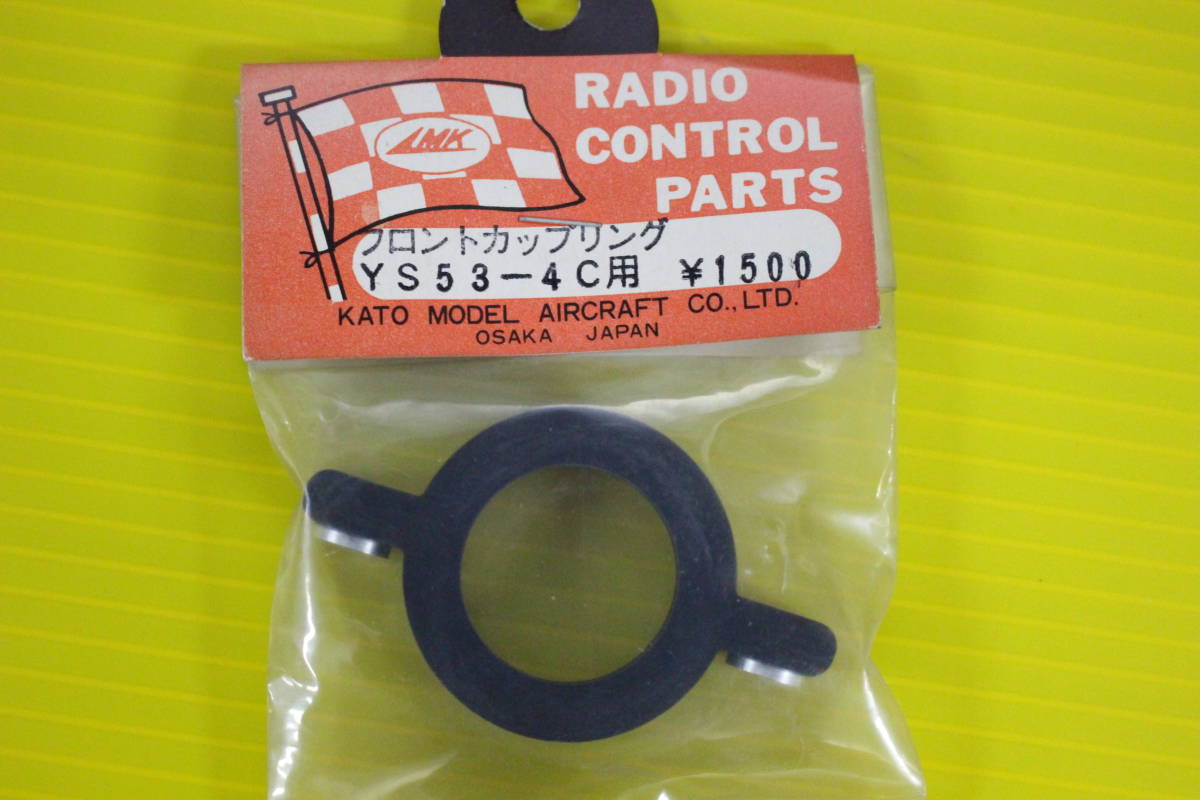 RADIO
CONTROL
PARTS
フロントカップリング
YS53-4C用 ¥1500
KATO MODEL AIRCRAFT CO., LTD.
OSAKA JAPAN